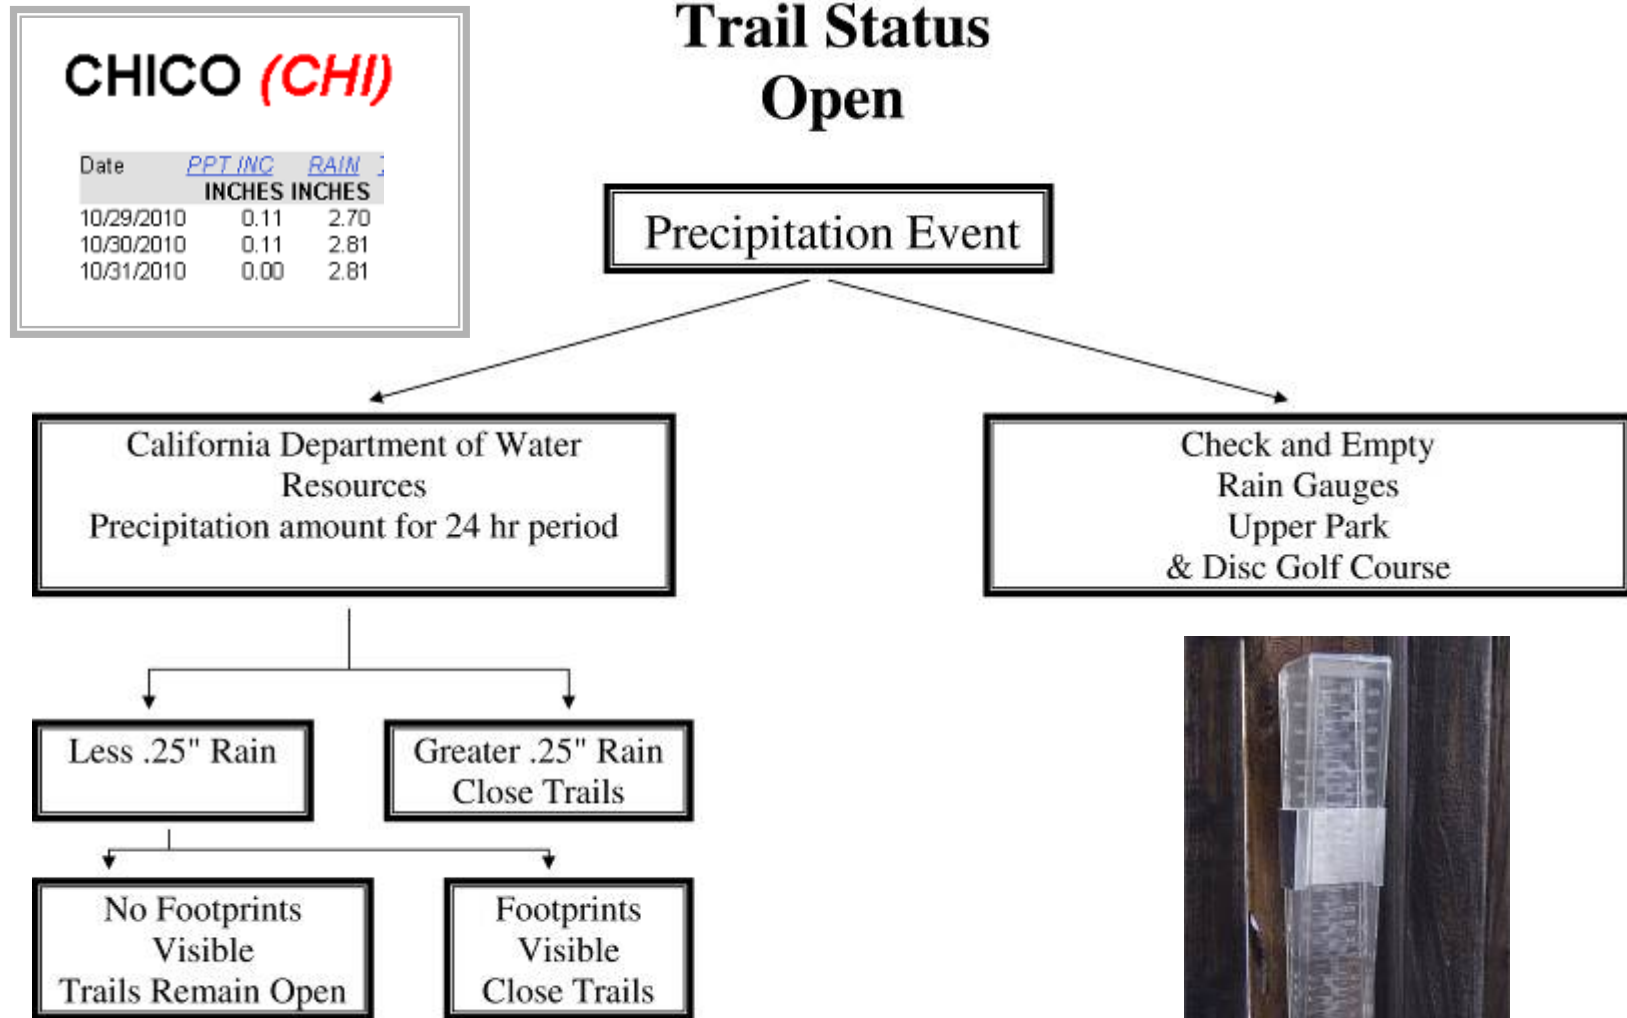 Trail Status
Open
CHICO (CHI)
Date PPT INC RAIN
INCHES INCHES
10/29/2010 0.11 2.70
10/30/2010 0.11 2.81
10/31/2010 0.00 2.81
Precipitation Event
California Department of Water
Resources
Precipitation amount for 24 hr period
Check and Empty
Rain Gauges
Upper Park
& Disc Golf Course
Less .25" Rain
Greater .25" Rain
Close Trails
No Footprints
Visible
Trails Remain Open
Footprints
Visible
Close Trails